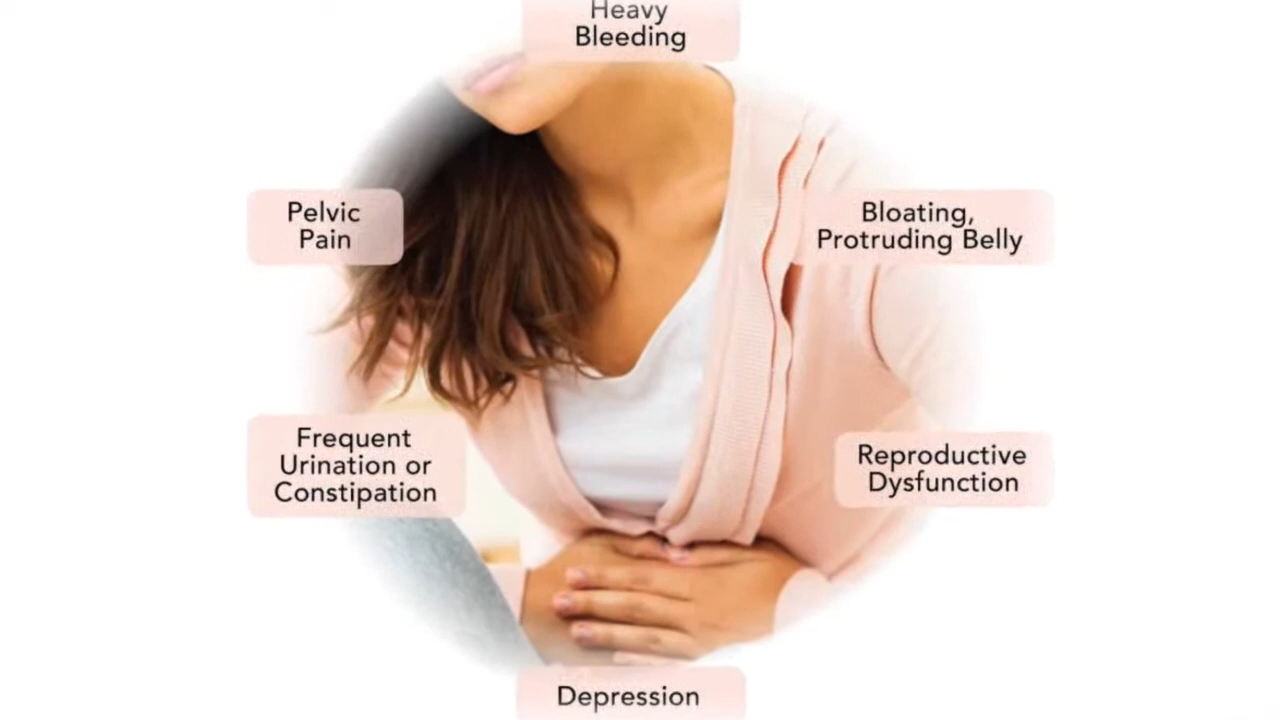 Heavy
Bleeding
Pelvic
Pain
Bloating,
Protruding Belly
Frequent
Urination or
Constipation
Reproductive
Dysfunction
Depression